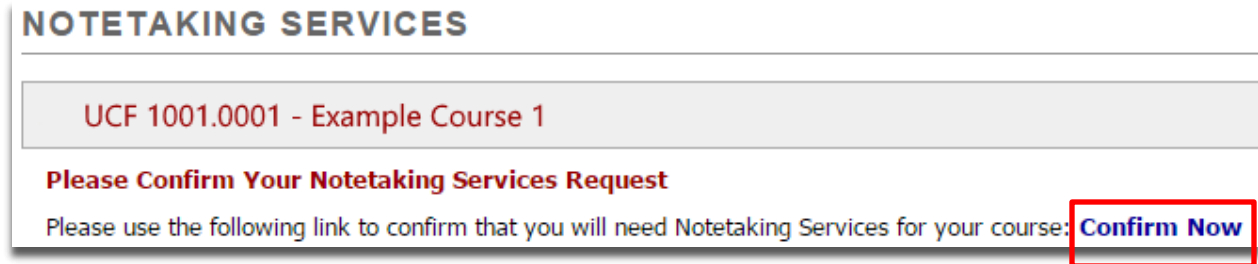 NOTETAKING SERVICES
UCF 1001.0001 - Example Course 1
Please Confirm Your Notetaking Services Request
Please use the following link to confirm that you will need Notetaking Services for your course: Confirm Now